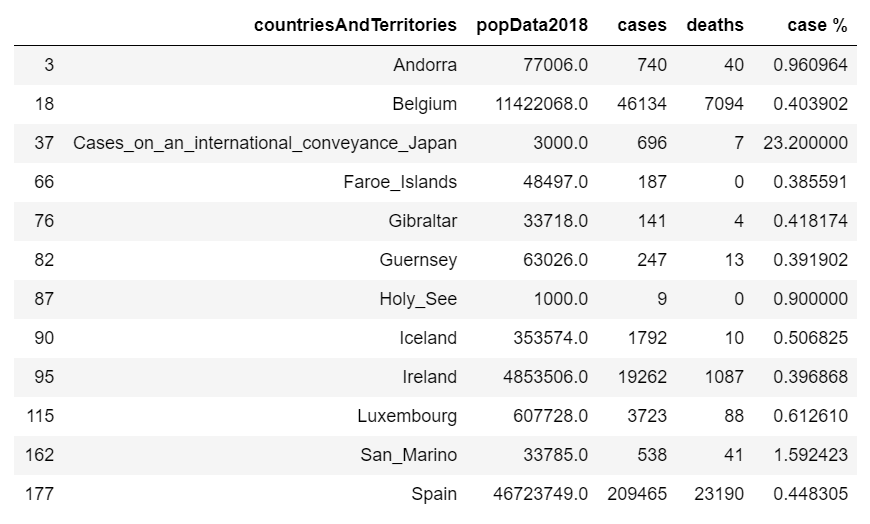 countriesAndTerritories popData2018 cases deaths case %
3 Andorra 77006.0 740 40 0.960964
18 Belgium 11422068.0 46134 7094 0.403902
37 Cases_on_an_international_conveyance_Japan 3000.0 696 7 23.200000
66 Faroe_Islands 48497.0 187 0 0.385591
76 Gibraltar 33718.0 141 4 0.418174
82 Guernsey 63026.0 247 13 0.391902
87 Holy_See 1000.0 9 0 0.900000
90 Iceland 353574.0 1792 10 0.506825
95 Ireland 4853506.0 19262 1087 0.396868
115 Luxembourg 607728.0 3723 88 0.612610
162 San_Marino 33785.0 538 41 1.592423
177 Spain 46723749.0 209465 23190 0.448305